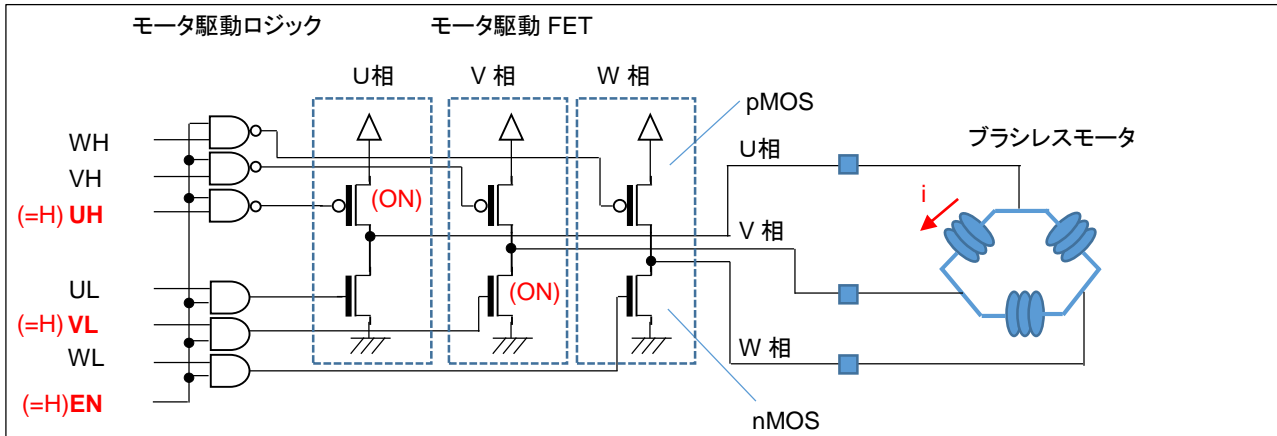 モータ駆動ロジック
モータ駆動 FET
U相
V 相
W 相
pMOS
ブラシレスモータ
WH
VH
(=H) UH
(ON)
U相
i
V 相
UL
(=H) VL
(ON)
WL
W 相
(=H)EN
nMOS